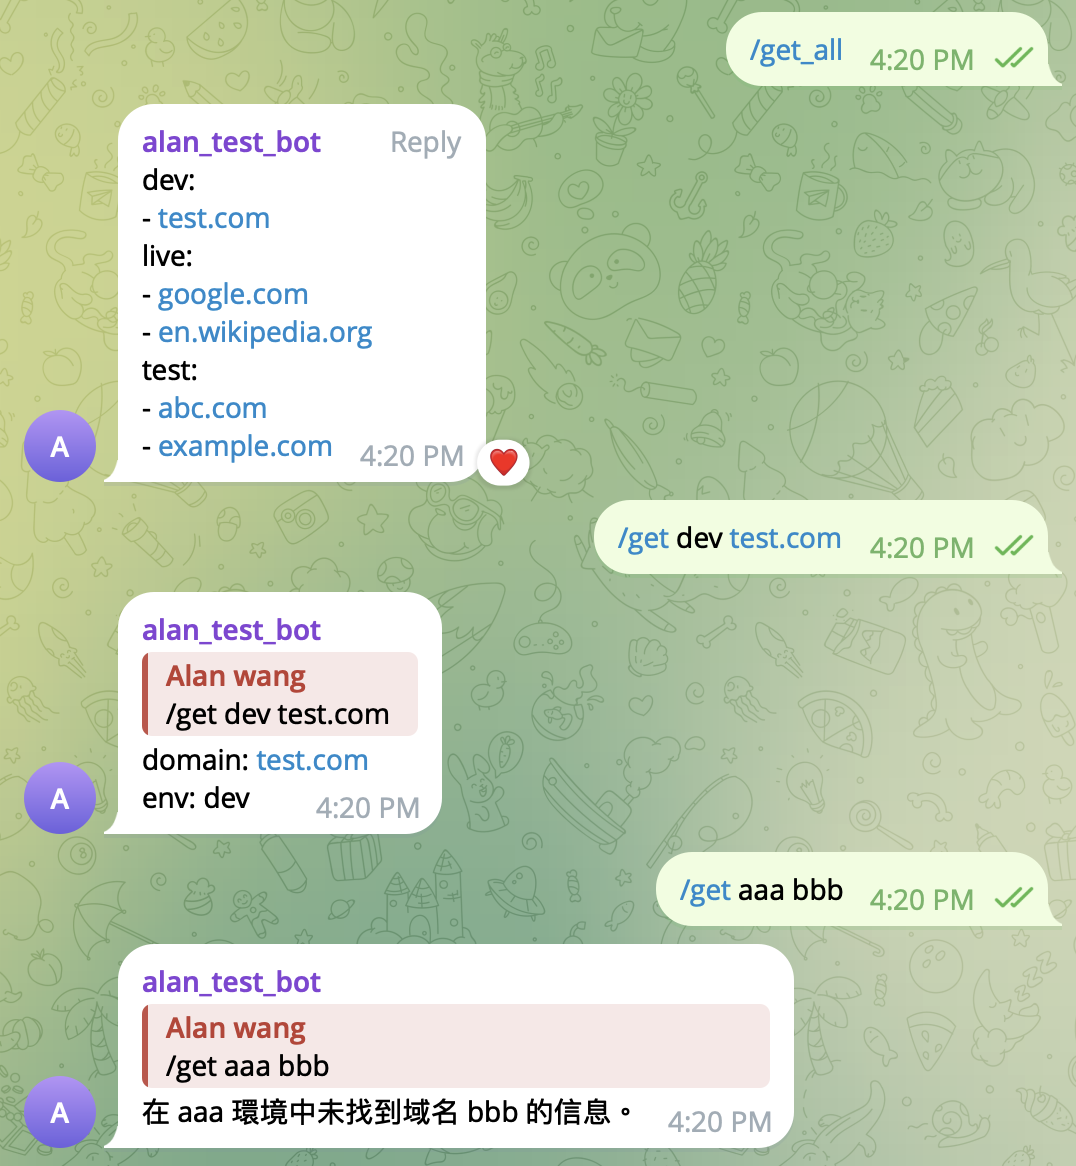 /get_all 4:20 PM
alan_test_bot Reply
dev:
- test.com
live:
- google.com
- en.wikipedia.org
test:
- abc.com
- example.com 4:20 PM
A
/get dev test.com 4:20 PM
alan_test_bot
Alan wang
/get dev test.com
domain: test.com
env: dev 4:20 PM
A
/get aaa bbb 4:20 PM
alan_test_bot
Alan wang
/get aaa bbb
在 aaa 環境中未找到域名 bbb 的信息。 4:20 PM
A